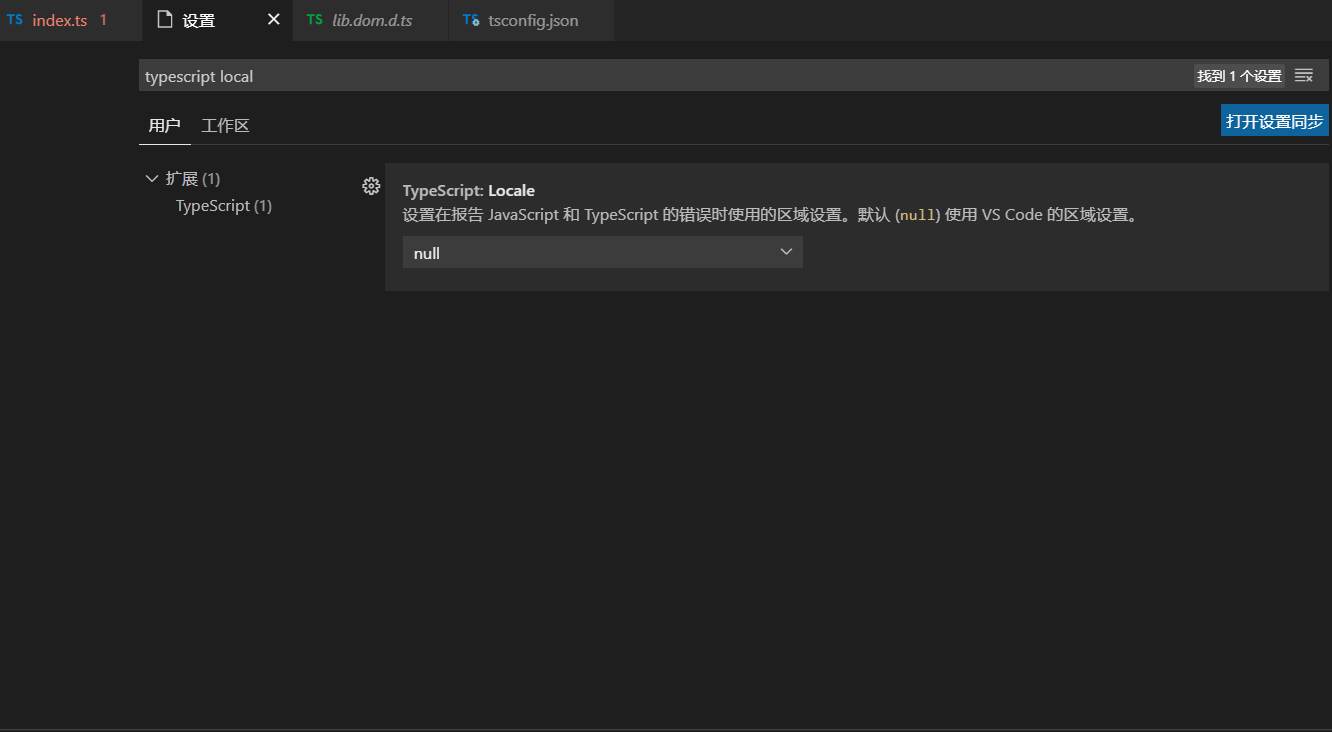 index.ts 1 设置 lib.dom.d.ts tsconfig.json
typescript local 找到 1 个设置
用户 工作区 打开设置同步
扩展 (1)
TypeScript (1)
TypeScript: Locale
设置在报告 JavaScript 和 TypeScript 的错误时使用的区域设置。默认 (null) 使用 VS Code 的区域设置。
null